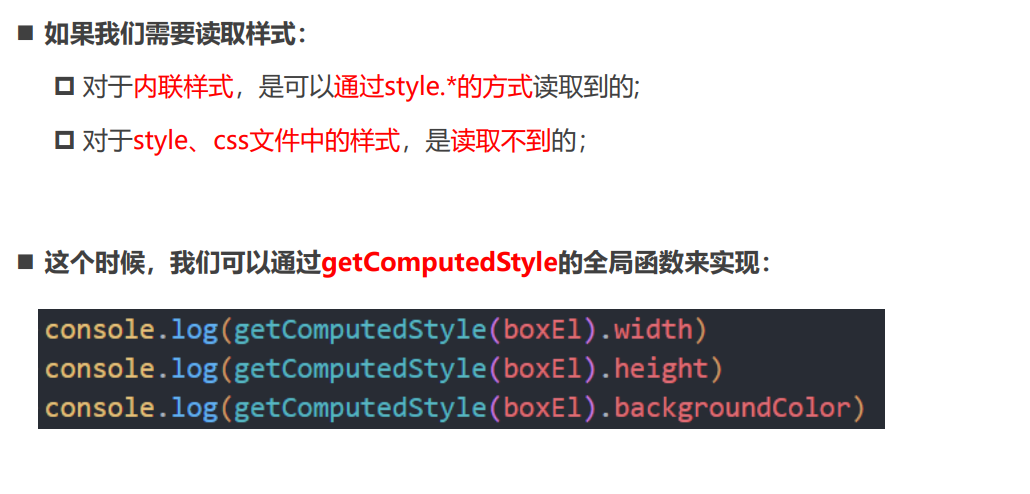 ■ 如果我们需要读取样式：
对于内联样式，是可以通过style.*的方式读取到的;
对于style、css文件中的样式，是读取不到的；
■ 这个时候，我们可以通过getComputedStyle的全局函数来实现：
console.log(getComputedStyle(boxEl).width)
console.log(getComputedStyle(boxEl).height)
console.log(getComputedStyle(boxEl).backgroundColor)